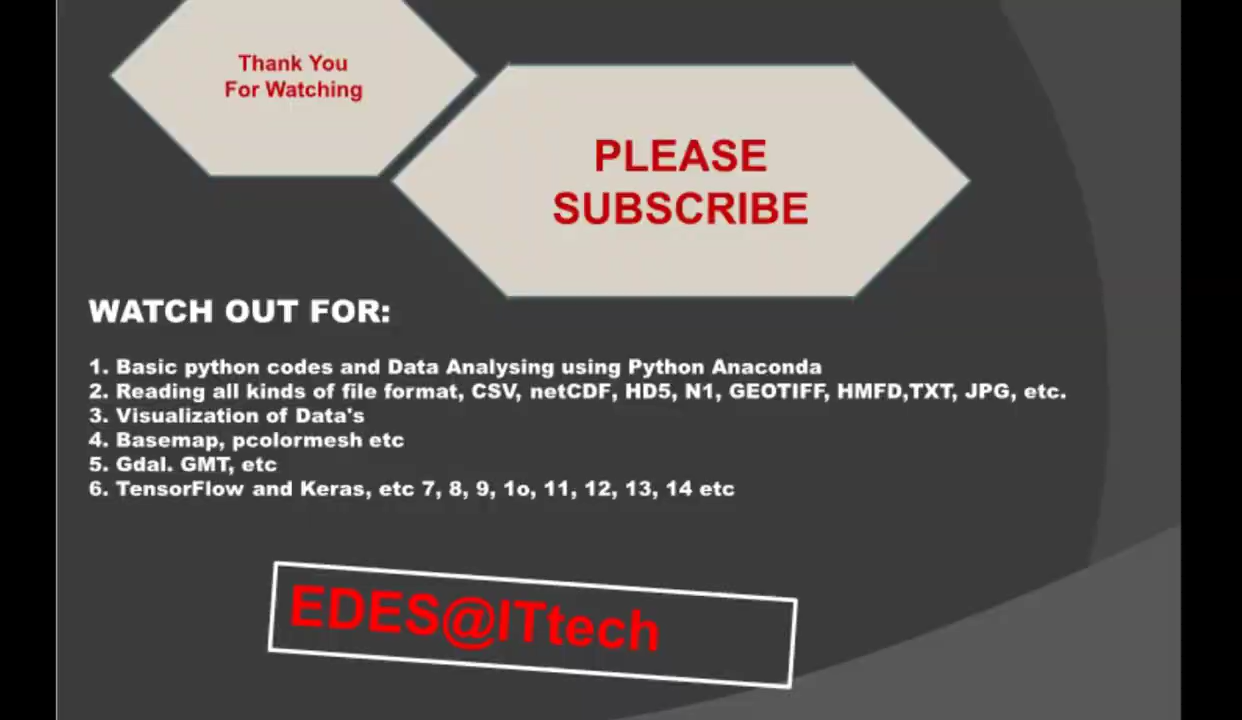 Thank You
For Watching
PLEASE
SUBSCRIBE
WATCH OUT FOR:
1. Basic python codes and Data Analysing using Python Anaconda
2. Reading all kinds of file format, CSV, netCDF, HD5, N1, GEOTIFF, HMFD,TXT, JPG, etc.
3. Visualization of Data's
4. Basemap, pcolormesh etc
5. Gdal. GMT, etc
6. TensorFlow and Keras, etc 7, 8, 9, 1o, 11, 12, 13, 14 etc
EDES@ITtech